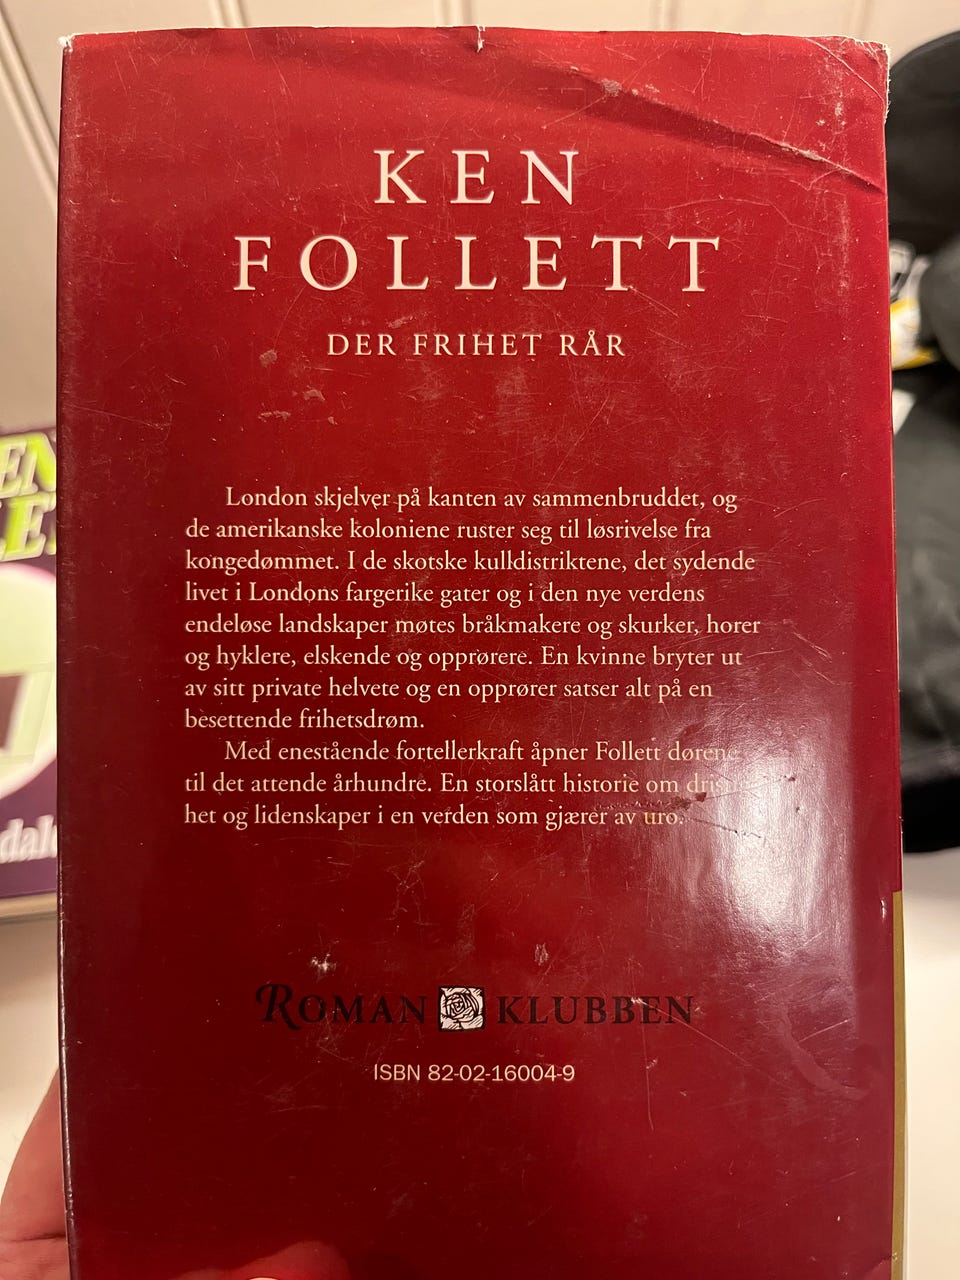 KEN
FOLLETT
DER FRIHET RÅR
London skjelver på kanten av sammenbruddet, og
de amerikanske koloniene ruster seg til løsrivelse fra
kongedømmet. I de skotske kulldistriktene, det sydende
livet i Londons fargerike gater og i den nye verdens
endeløse landskaper møtes bråkmakere og skurker, horer
og hyklere, elskende og opprørere. En kvinne bryter ut
av sitt private helvete og en opprører satser alt på en
besettende frihetsdrøm.
Med enestående fortellerkraft åpner Follett dørene
til det attende århundre. En storslått historie om
het og lidenskaper i en verden som gjærer av uro.
ROMAN KLUBBEN
ISBN 82-02-16004-9